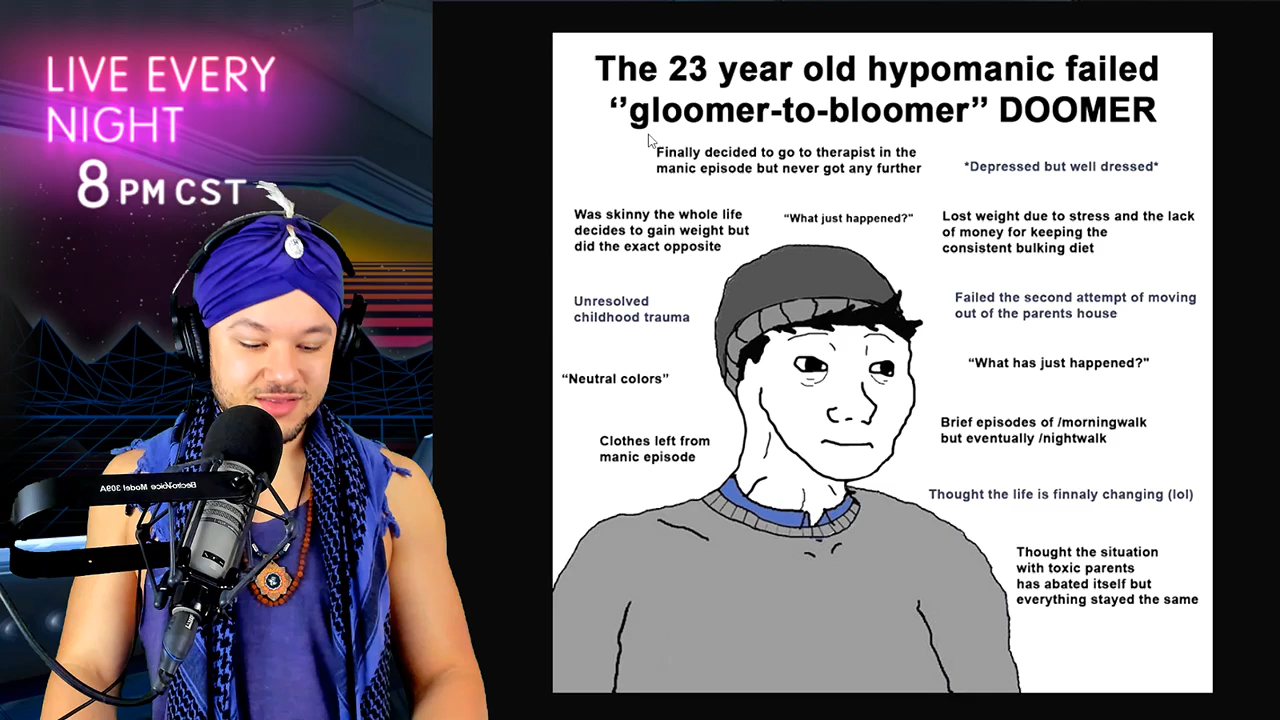 LIVE EVERY
NIGHT
8 PM CST
The 23 year old hypomanic failed
‘’gloomer-to-bloomer’’ DOOMER
Finally decided to go to therapist in the
manic episode but never got any further
*Depressed but well dressed*
Was skinny the whole life
decides to gain weight but
did the exact opposite
“What just happened?”
Lost weight due to stress and the lack
of money for keeping the
consistent bulking diet
Unresolved
childhood trauma
Failed the second attempt of moving
out of the parents house
“What has just happened?"
“Neutral colors”
Brief episodes of /morningwalk
but eventually /nightwalk
Clothes left from
manic episode
Thought the life is finnaly changing (lol)
Thought the situation
with toxic parents
has abated itself but
everything stayed the same
ElectroVoice Model 309A